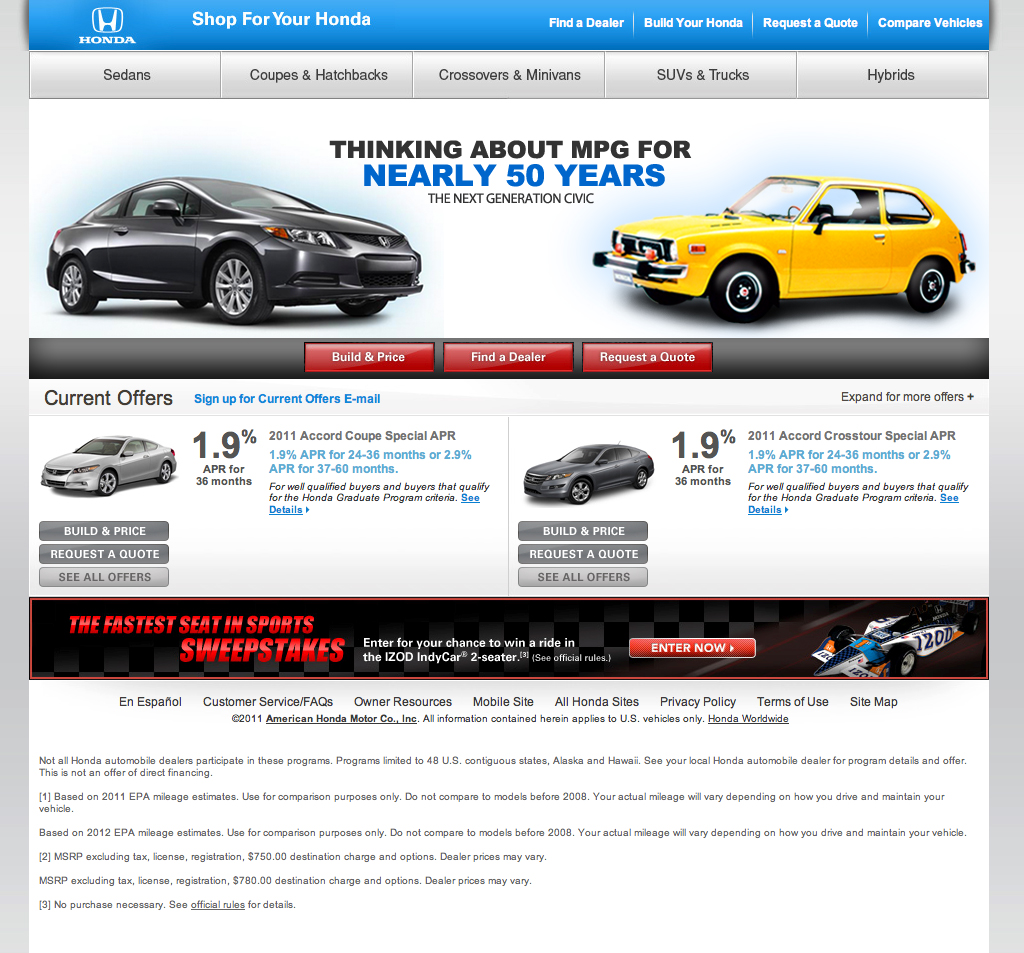 HONDA
Shop For Your Honda
Find a Dealer
Build Your Honda
Request a Quote
Compare Vehicles
Sedans
Coupes & Hatchbacks
Crossovers & Minivans
SUVs & Trucks
Hybrids
THINKING ABOUT MPG FOR
NEARLY 50 YEARS
THE NEXT GENERATION CIVIC
Build & Price
Find a Dealer
Request a Quote
Current Offers
Sign up for Current Offers E-mail
Expand for more offers +
1.9%
APR for
36 months
2011 Accord Coupe Special APR
1.9% APR for 24-36 months or 2.9%
APR for 37-60 months.
For well qualified buyers and buyers that qualify
for the Honda Graduate Program criteria. See
Details
BUILD & PRICE
REQUEST A QUOTE
SEE ALL OFFERS
1.9%
APR for
36 months
2011 Accord Crosstour Special APR
1.9% APR for 24-36 months or 2.9%
APR for 37-60 months.
For well qualified buyers and buyers that qualify
for the Honda Graduate Program criteria. See
Details
BUILD & PRICE
REQUEST A QUOTE
SEE ALL OFFERS
THE FASTEST SEAT IN SPORTS
SWEEPSTAKES
Enter for your chance to win a ride in
the IZOD IndyCar® 2-seater.[3] (See official rules.)
ENTER NOW
IZOD
En Español
Customer Service/FAQs
Owner Resources
Mobile Site
All Honda Sites
Privacy Policy
Terms of Use
Site Map
©2011 American Honda Motor Co., Inc. All information contained herein applies to U.S. vehicles only. Honda Worldwide
Not all Honda automobile dealers participate in these programs. Programs limited to 48 U.S. contiguous states, Alaska and Hawaii. See your local Honda automobile dealer for program details and offer.
This is not an offer of direct financing.
[1] Based on 2011 EPA mileage estimates. Use for comparison purposes only. Do not compare to models before 2008. Your actual mileage will vary depending on how you drive and maintain your
vehicle.
Based on 2012 EPA mileage estimates. Use for comparison purposes only. Do not compare to models before 2008. Your actual mileage will vary depending on how you drive and maintain your vehicle.
[2] MSRP excluding tax, license, registration, $750.00 destination charge and options. Dealer prices may vary.
MSRP excluding tax, license, registration, $780.00 destination charge and options. Dealer prices may vary.
[3] No purchase necessary. See official rules for details.